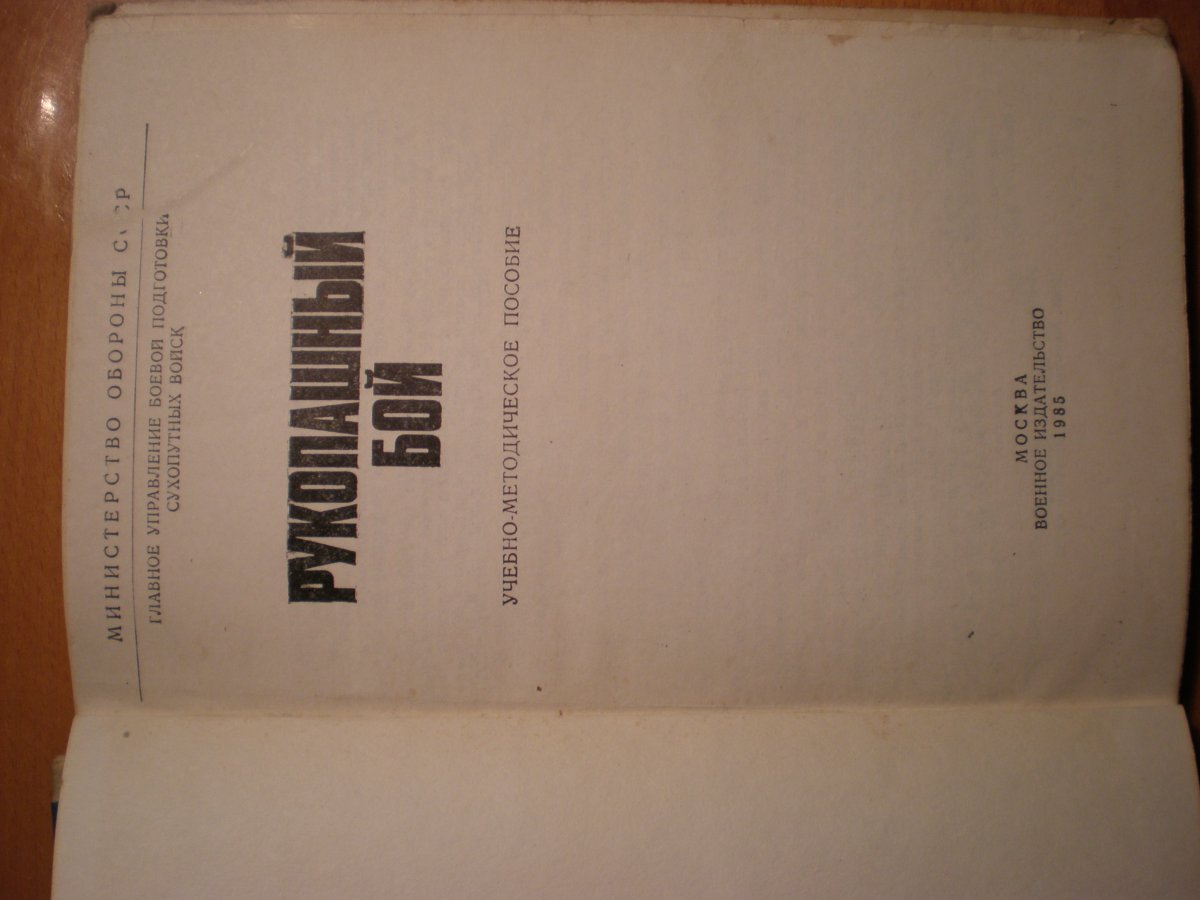 МИНИСТЕРСТВО ОБОРОНЫ СССР
ГЛАВНОЕ УПРАВЛЕНИЕ БОЕВОЙ ПОДГОТОВКИ
СУХОПУТНЫХ ВОЙСК
РУКОПАШНЫЙ
БОЙ
УЧЕБНО-МЕТОДИЧЕСКОЕ ПОСОБИЕ
МОСКВА
ВОЕННОЕ ИЗДАТЕЛЬСТВО
1985